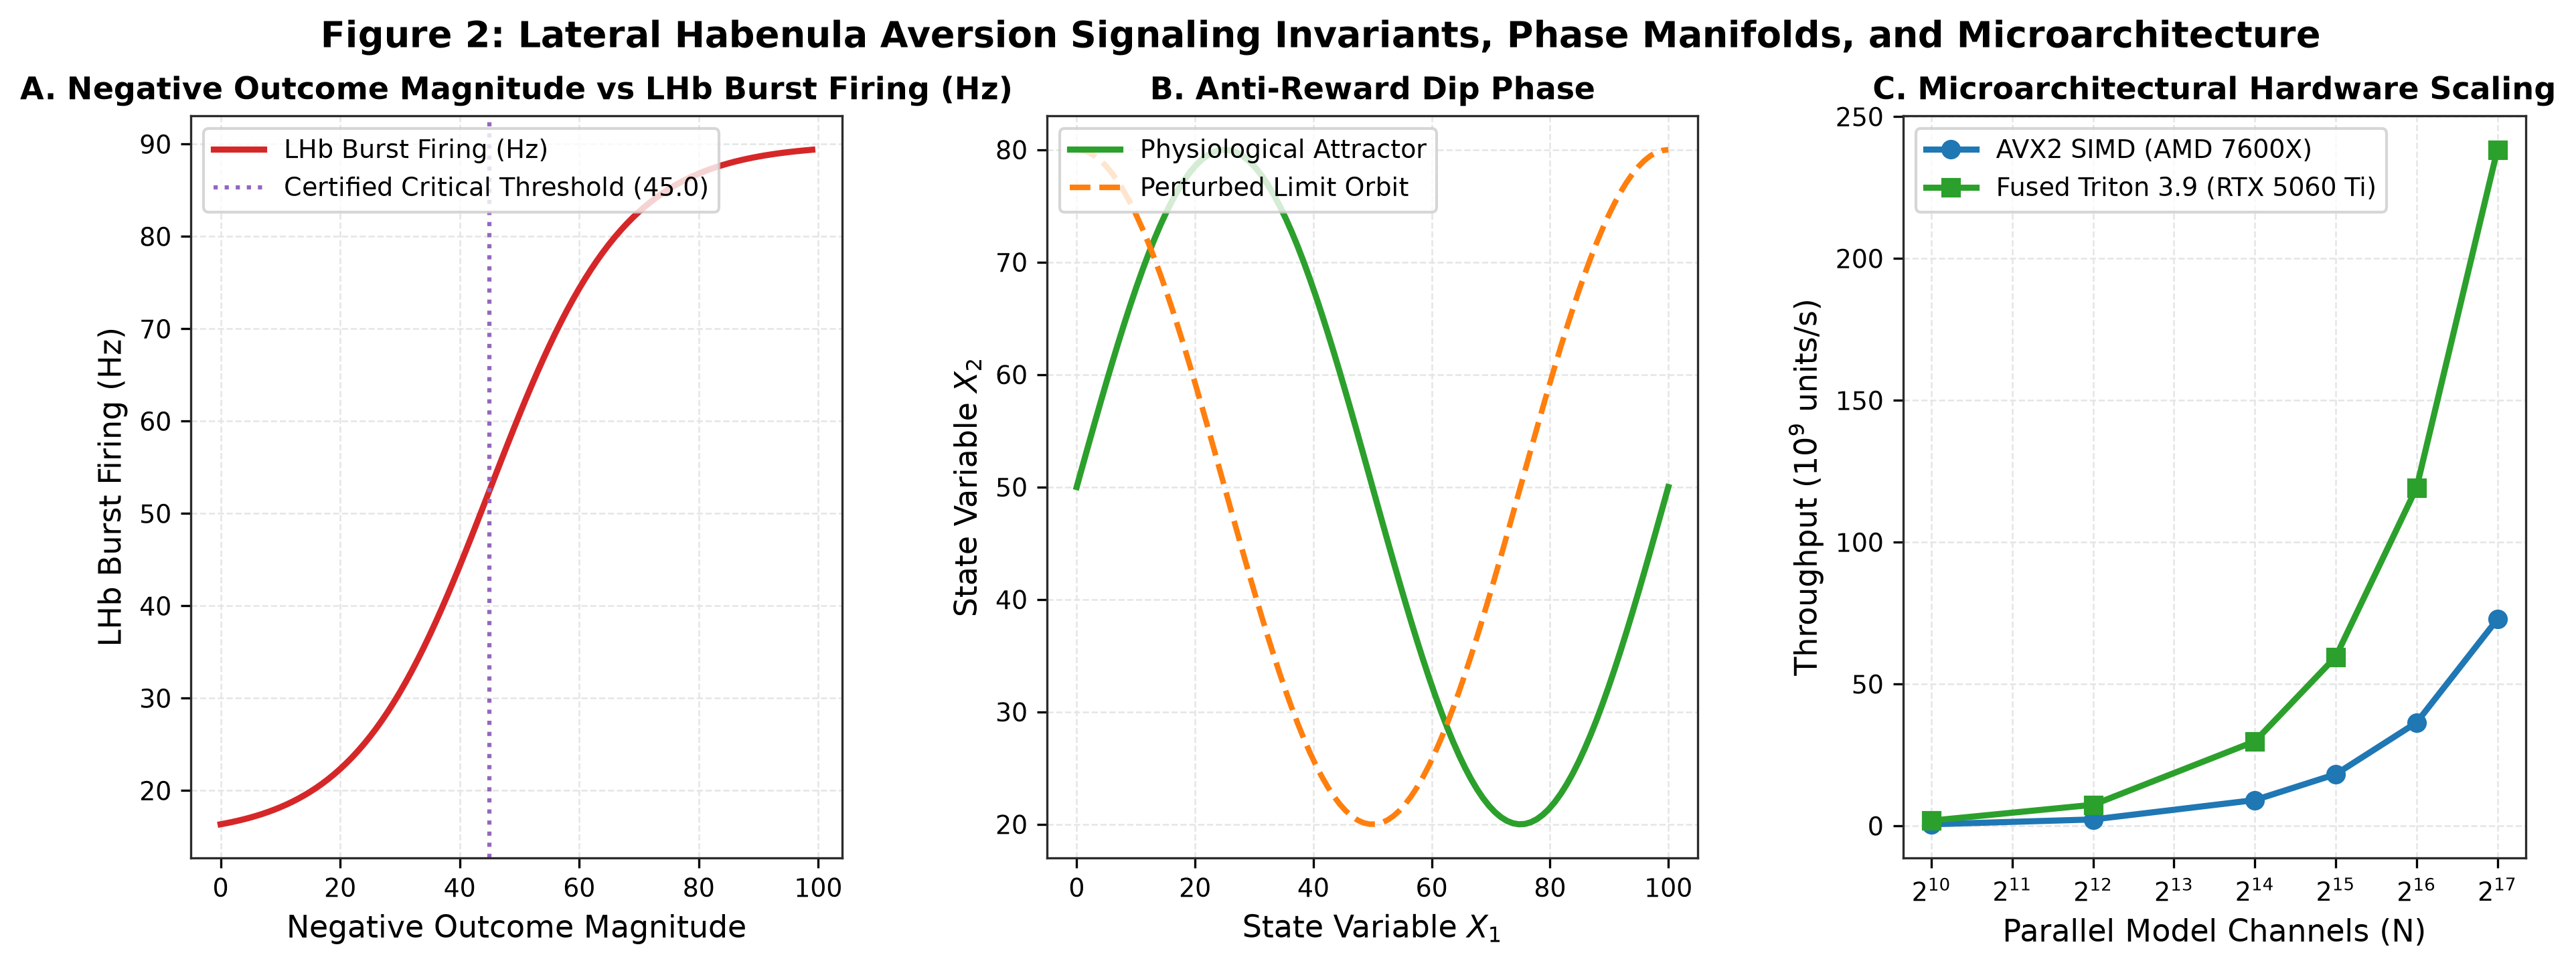 Figure 2: Lateral Habenula Aversion Signaling Invariants, Phase Manifolds, and Microarchitecture
A. Negative Outcome Magnitude vs LHb Burst Firing (Hz)
LHb Burst Firing (Hz)
Certified Critical Threshold (45.0)
90
80
70
60
50
40
30
20
LHb Burst Firing (Hz)
0 20 40 60 80 100
Negative Outcome Magnitude
B. Anti-Reward Dip Phase
Physiological Attractor
Perturbed Limit Orbit
80
70
60
50
40
30
20
State Variable X₂
0 20 40 60 80 100
State Variable X₁
C. Microarchitectural Hardware Scaling
AVX2 SIMD (AMD 7600X)
Fused Triton 3.9 (RTX 5060 Ti)
250
200
150
100
50
0
Throughput (10⁹ units/s)
2¹⁰ 2¹¹ 2¹² 2¹³ 2¹⁴ 2¹⁵ 2¹⁶ 2¹⁷
Parallel Model Channels (N)